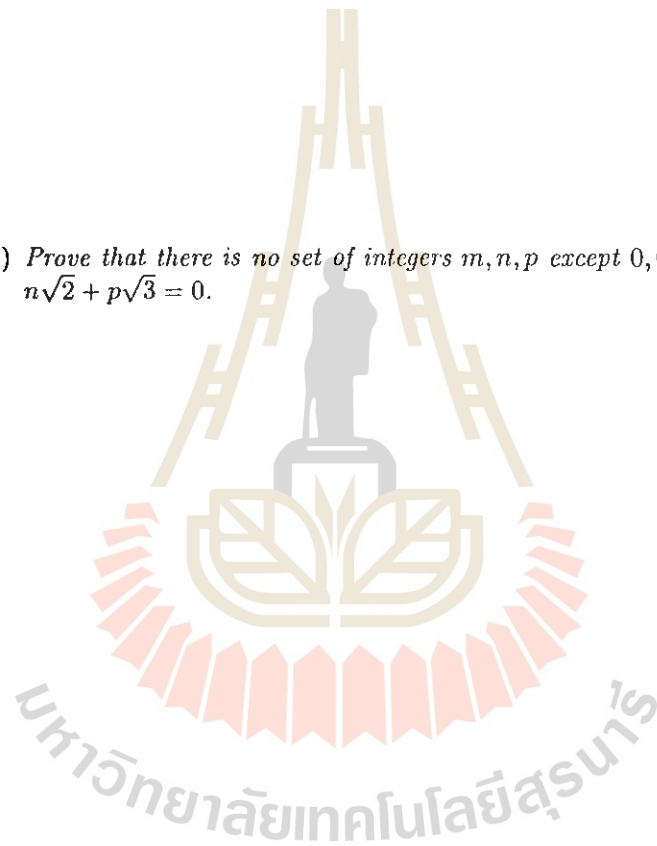 ) Prove that there is no set of integers m, n, p except 0,
n√2 + p√3 = 0.
มหาวิทยาลัยเทคโนโลยีสุรนารี